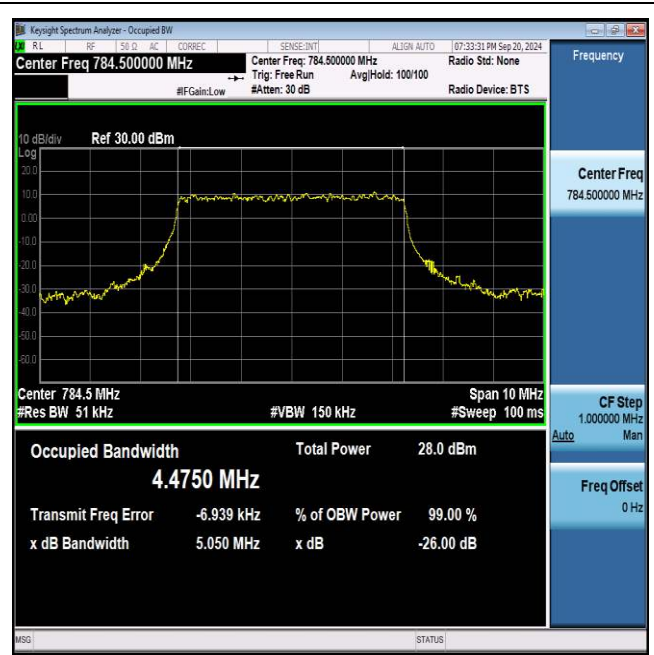 Keysight Spectrum Analyzer - Occupied BW
RL RF 50 Ω AC CORREC SENSE:INT ALIGN AUTO 07:33:31 PM Sep 20, 2024
Center Freq 784.500000 MHz
Center Freq: 784.500000 MHz Radio Std: None
Trig: Free Run Avg|Hold: 100/100
#IFGain:Low #Atten: 30 dB Radio Device: BTS
10 dB/div Ref 30.00 dBm
Log
20.0
10.0
0.00
-10.0
-20.0
-30.0
-40.0
-50.0
-60.0
Center 784.5 MHz Span 10 MHz
#Res BW 51 kHz #VBW 150 kHz #Sweep 100 ms
Occupied Bandwidth Total Power 28.0 dBm
4.4750 MHz
Transmit Freq Error -6.939 kHz % of OBW Power 99.00 %
x dB Bandwidth 5.050 MHz x dB -26.00 dB
MSG STATUS
Frequency
Center Freq
784.500000 MHz
CF Step
1.000000 MHz
Auto Man
Freq Offset
0 Hz